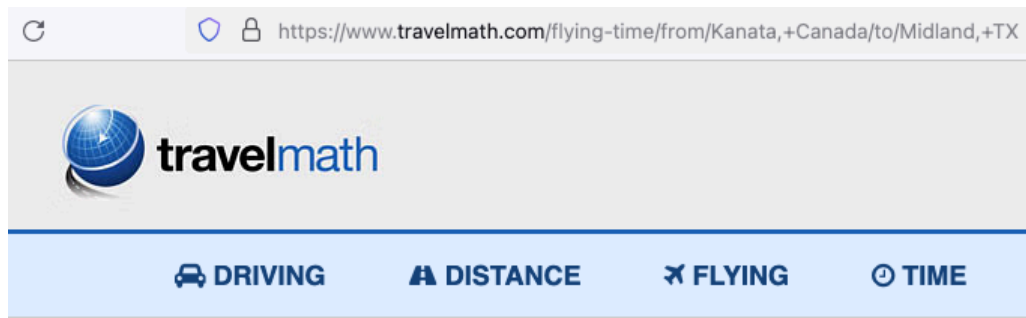 https://www.travelmath.com/flying-time/from/Kanata,+Canada/to/Midland,+TX
travelmath
DRIVING DISTANCE FLYING TIME